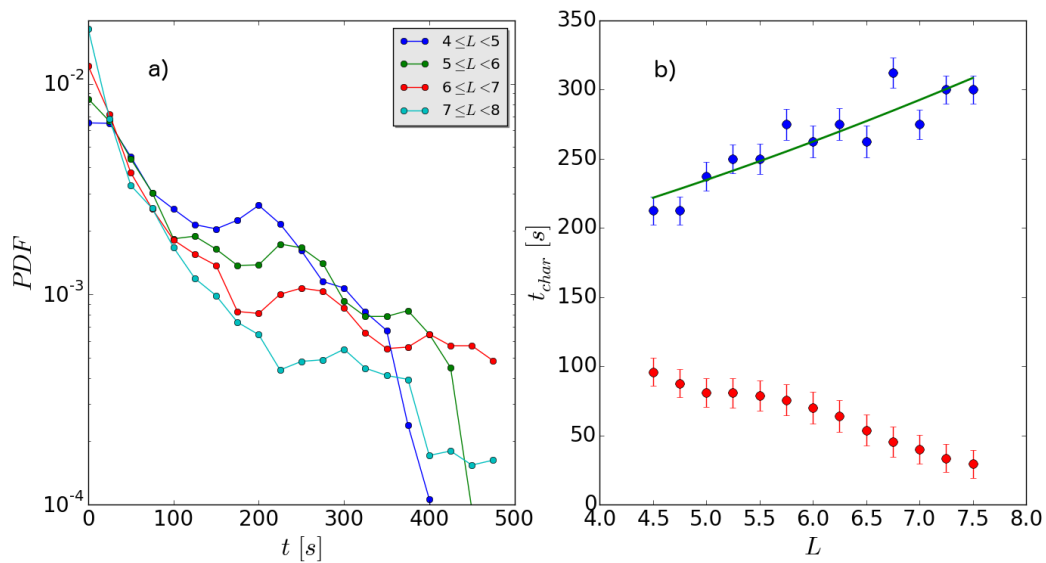 a)
4 ≤L <5
5 ≤L <6
6 ≤L <7
7 ≤L <8
10⁻²
10⁻³
10⁻⁴
PDF
0 100 200 300 400 500
t [s]
b)
350
300
250
200
150
100
50
0
t_char [s]
4.0 4.5 5.0 5.5 6.0 6.5 7.0 7.5 8.0
L